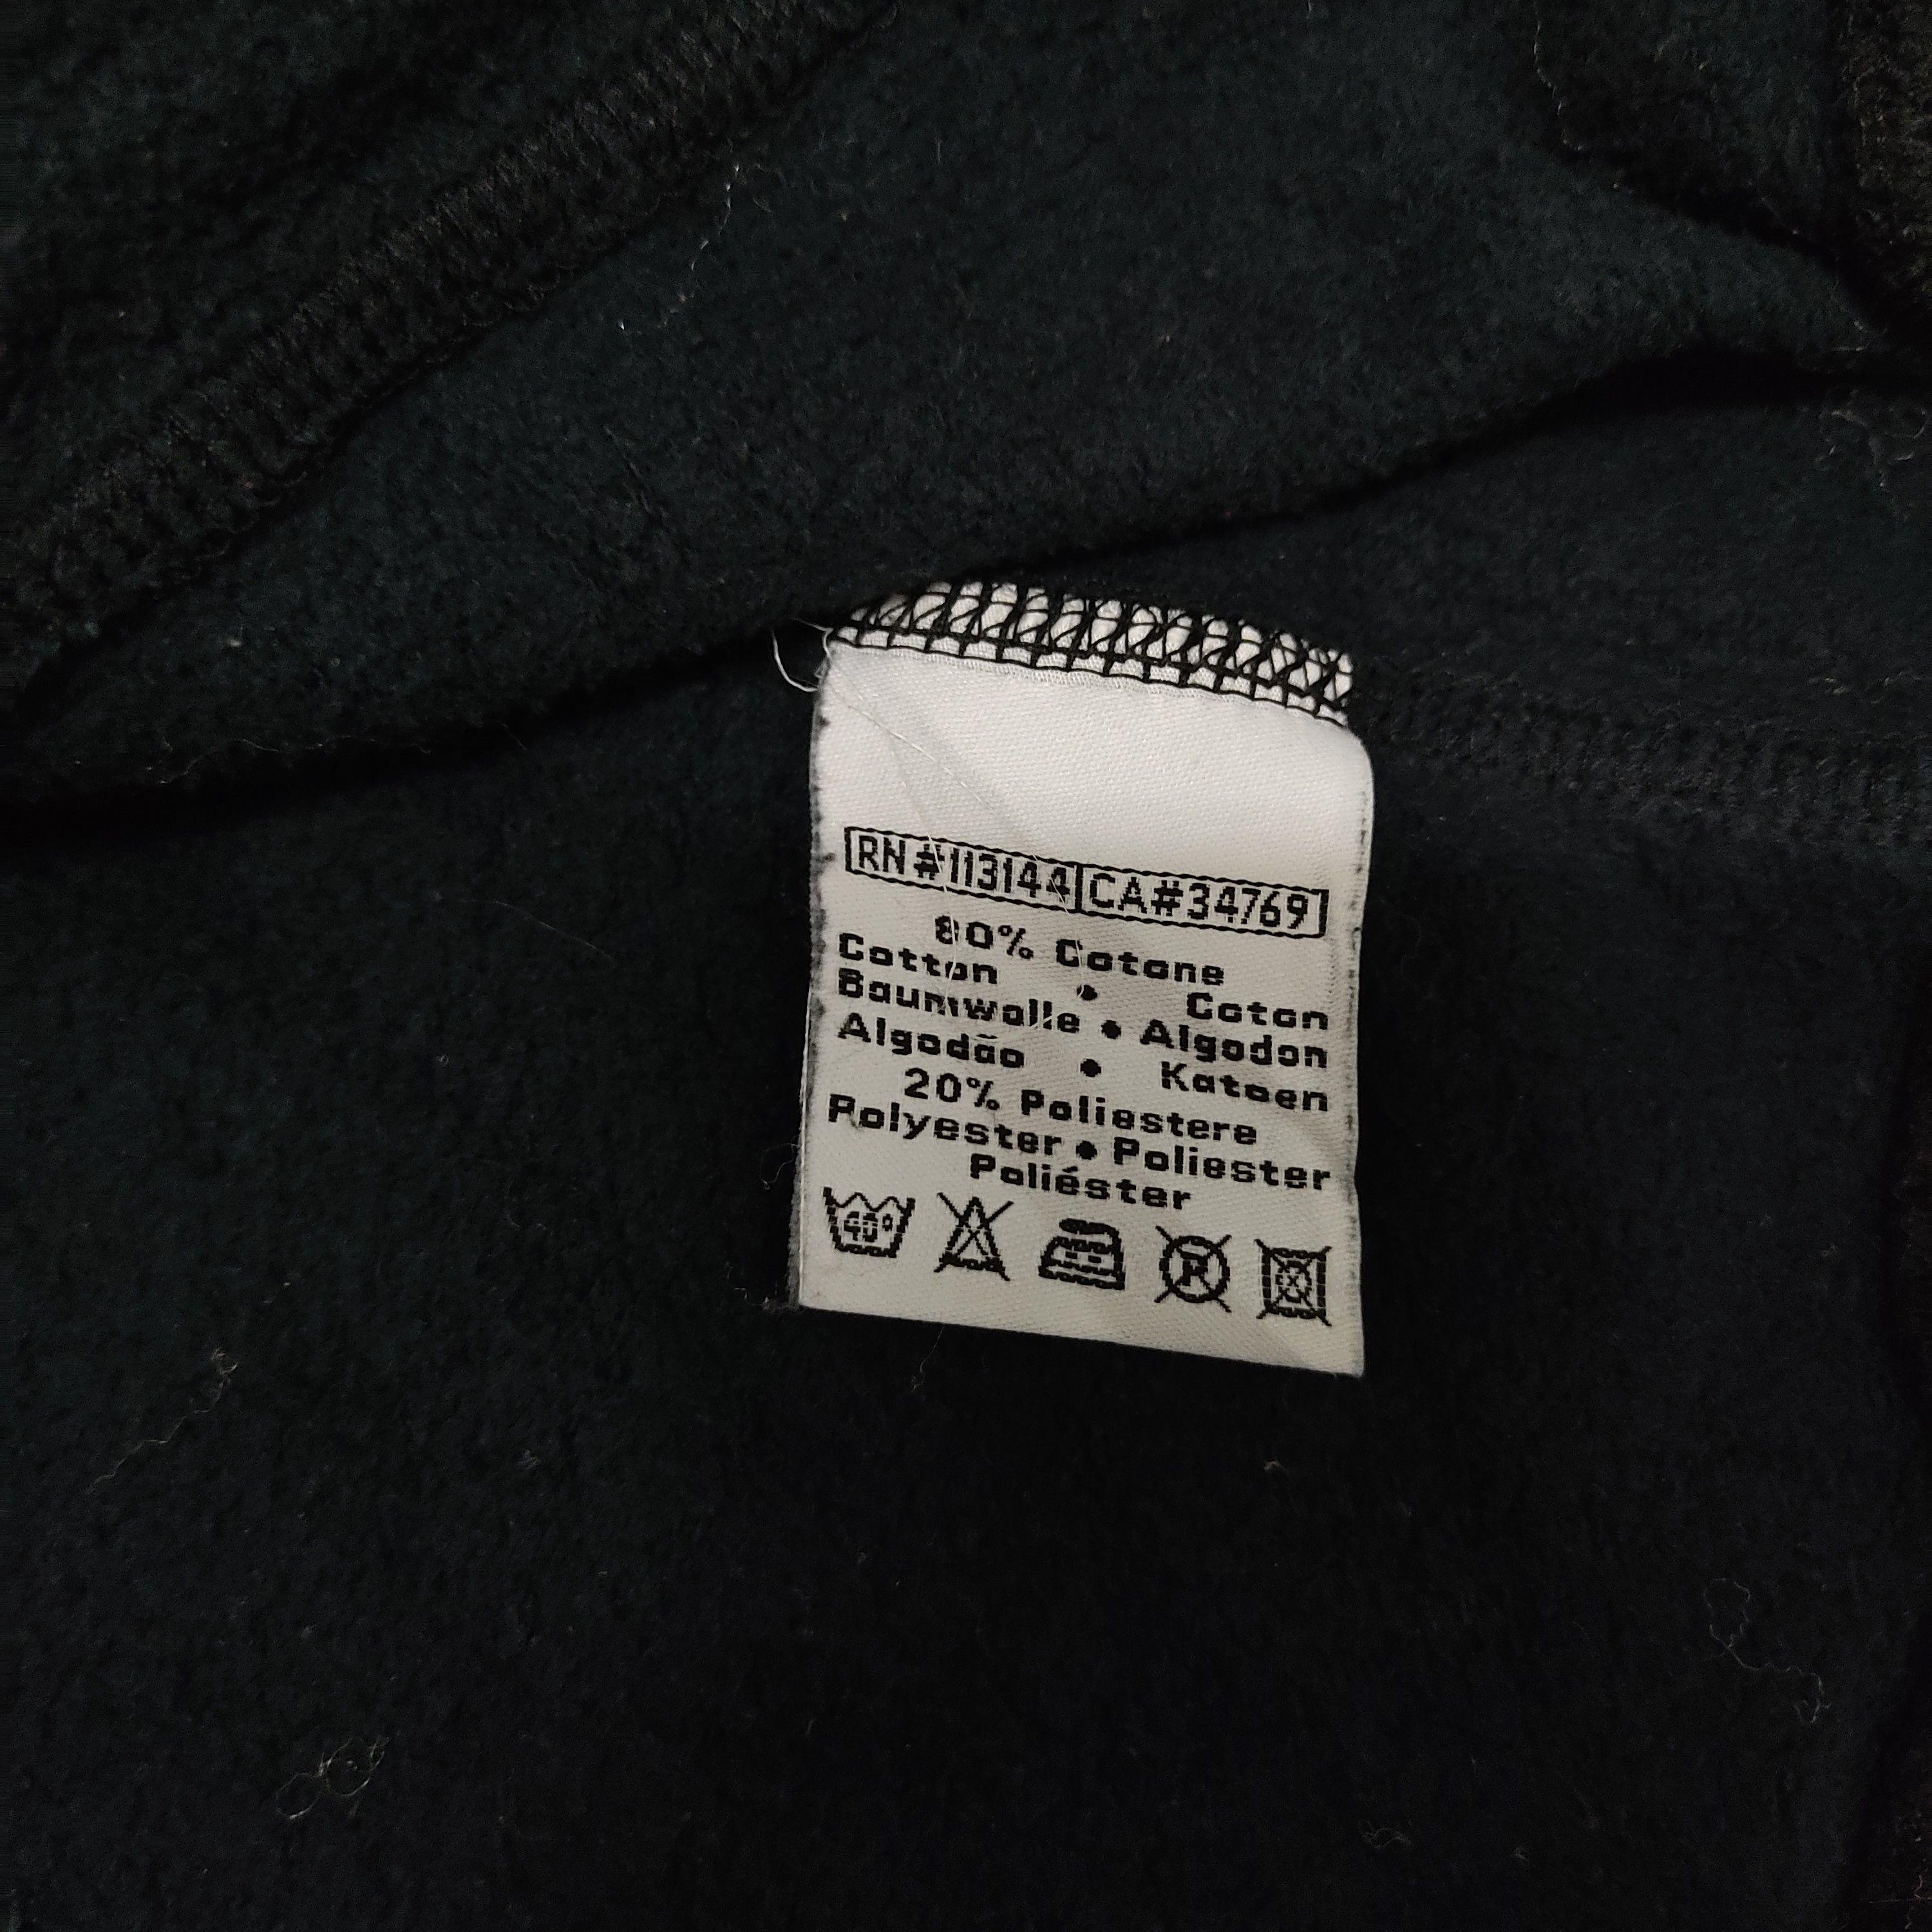 RN#113144 CA#34769
80% Cotone
Cotton • Coton
Baumwolle • Algodon
Algodão • Katoen
20% Poliestere
Polyester • Poliester
Poliéster
40° P